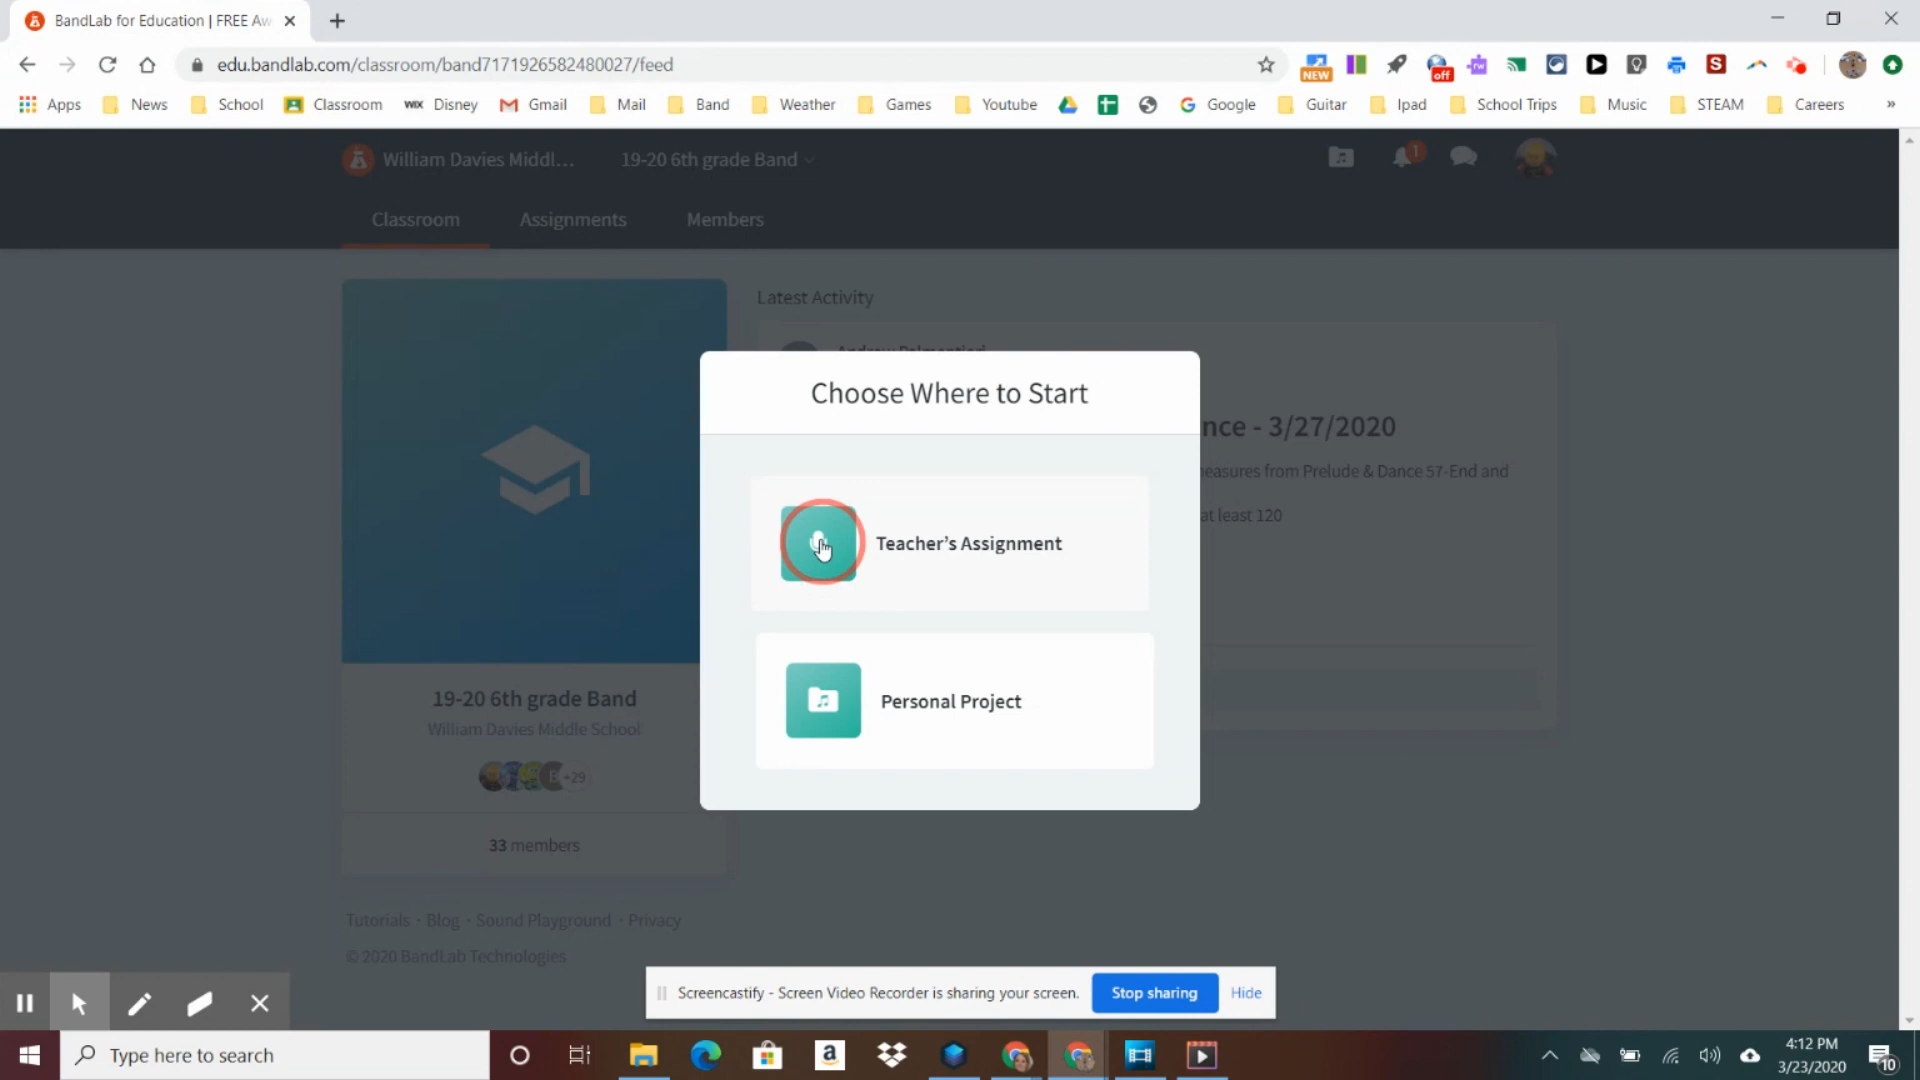 BandLab for Education | FREE Aw
edu.bandlab.com/classroom/band7171926582480027/feed
NEW
off
rw
S
Apps
News
School
Classroom
WIX Disney
Gmail
Mail
Band
Weather
Games
Youtube
Google
Guitar
Ipad
School Trips
Music
STEAM
Careers
»
William Davies Middl...
19-20 6th grade Band
1
Classroom
Assignments
Members
Latest Activity
Choose Where to Start
nce - 3/27/2020
easures from Prelude & Dance 57-End and
at least 120
Teacher's Assignment
Personal Project
19-20 6th grade Band
William Davies Middle School
+29
33 members
Tutorials · Blog · Sound Playground · Privacy
© 2020 BandLab Technologies
Screencastify - Screen Video Recorder is sharing your screen.
Stop sharing
Hide
Type here to search
a
4:12 PM
3/23/2020
10